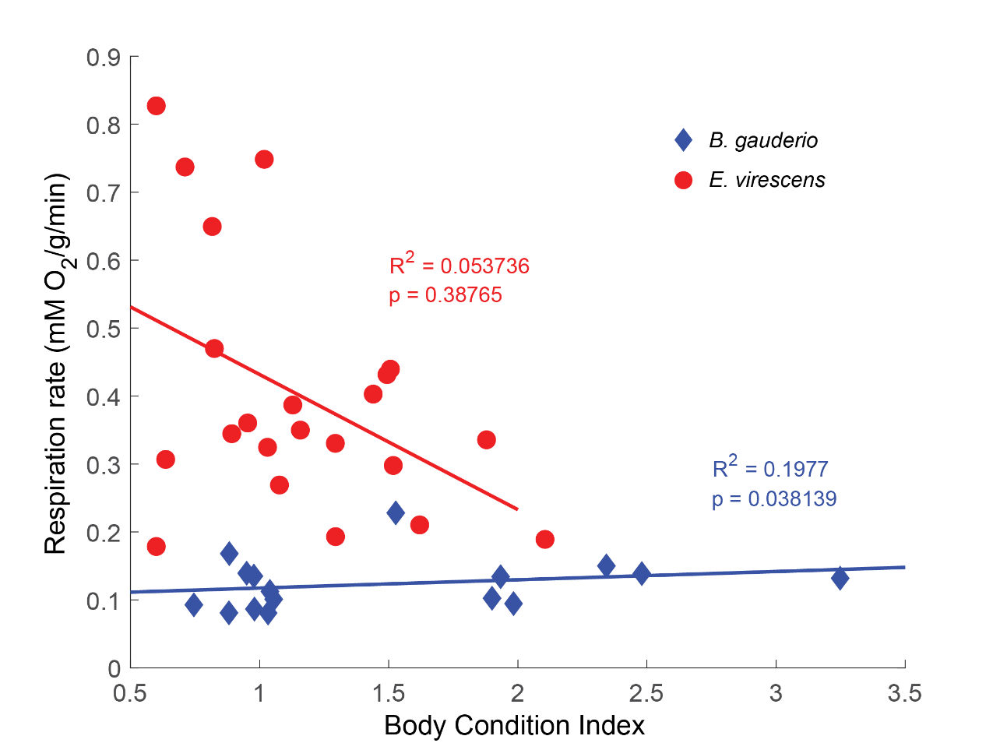 0.9
0.8
0.7
0.6
0.5
0.4
0.3
0.2
0.1
0
Respiration rate (mM O2/g/min)
B. gauderio
E. virescens
R2 = 0.053736
p = 0.38765
R2 = 0.1977
p = 0.038139
0.5 1 1.5 2 2.5 3 3.5
Body Condition Index